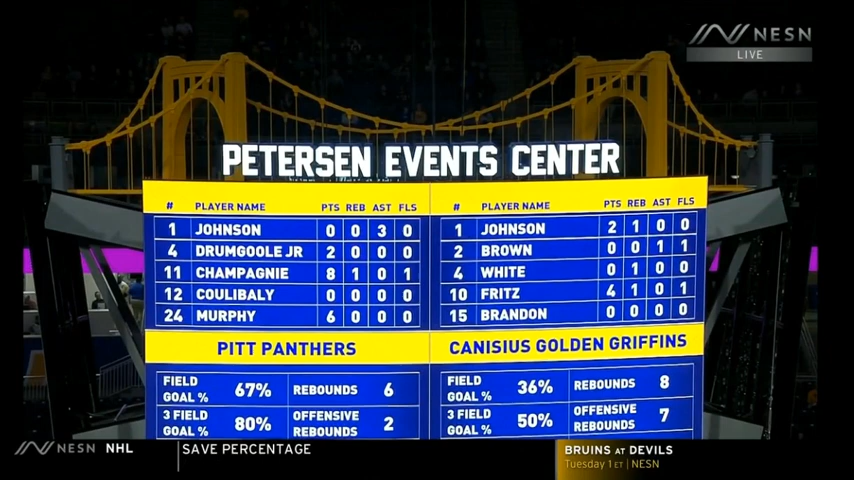 NESN
LIVE
PETERSEN EVENTS CENTER
# PLAYER NAME PTS REB AST FLS
1 JOHNSON 0 0 3 0
4 DRUMGOOLE JR 2 0 0 0
11 CHAMPAGNIE 8 1 0 1
12 COULIBALY 0 0 0 0
24 MURPHY 6 0 0 0
# PLAYER NAME PTS REB AST FLS
1 JOHNSON 2 1 0 0
2 BROWN 0 0 1 1
4 WHITE 0 1 0 0
10 FRITZ 4 1 0 1
15 BRANDON 0 0 0 0
PITT PANTHERS
FIELD
GOAL % 67% REBOUNDS 6
3 FIELD
GOAL % 80% OFFENSIVE
REBOUNDS 2
CANISIUS GOLDEN GRIFFINS
FIELD
GOAL % 36% REBOUNDS 8
3 FIELD
GOAL % 50% OFFENSIVE
REBOUNDS 7
NESN NHL SAVE PERCENTAGE
BRUINS AT DEVILS
Tuesday 1 ET | NESN